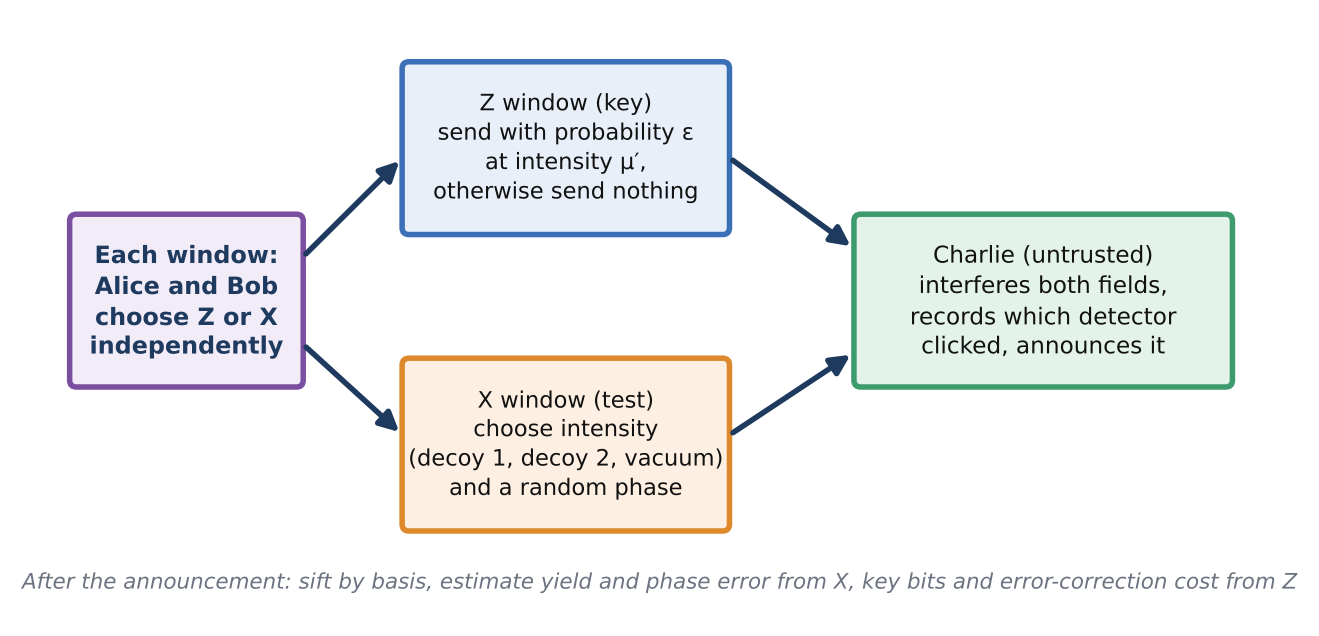 Each window:
Alice and Bob
choose Z or X
independently
Z window (key)
send with probability ε
at intensity μ′,
otherwise send nothing
X window (test)
choose intensity
(decoy 1, decoy 2, vacuum)
and a random phase
Charlie (untrusted)
interferes both fields,
records which detector
clicked, announces it
After the announcement: sift by basis, estimate yield and phase error from X, key bits and error-correction cost from Z